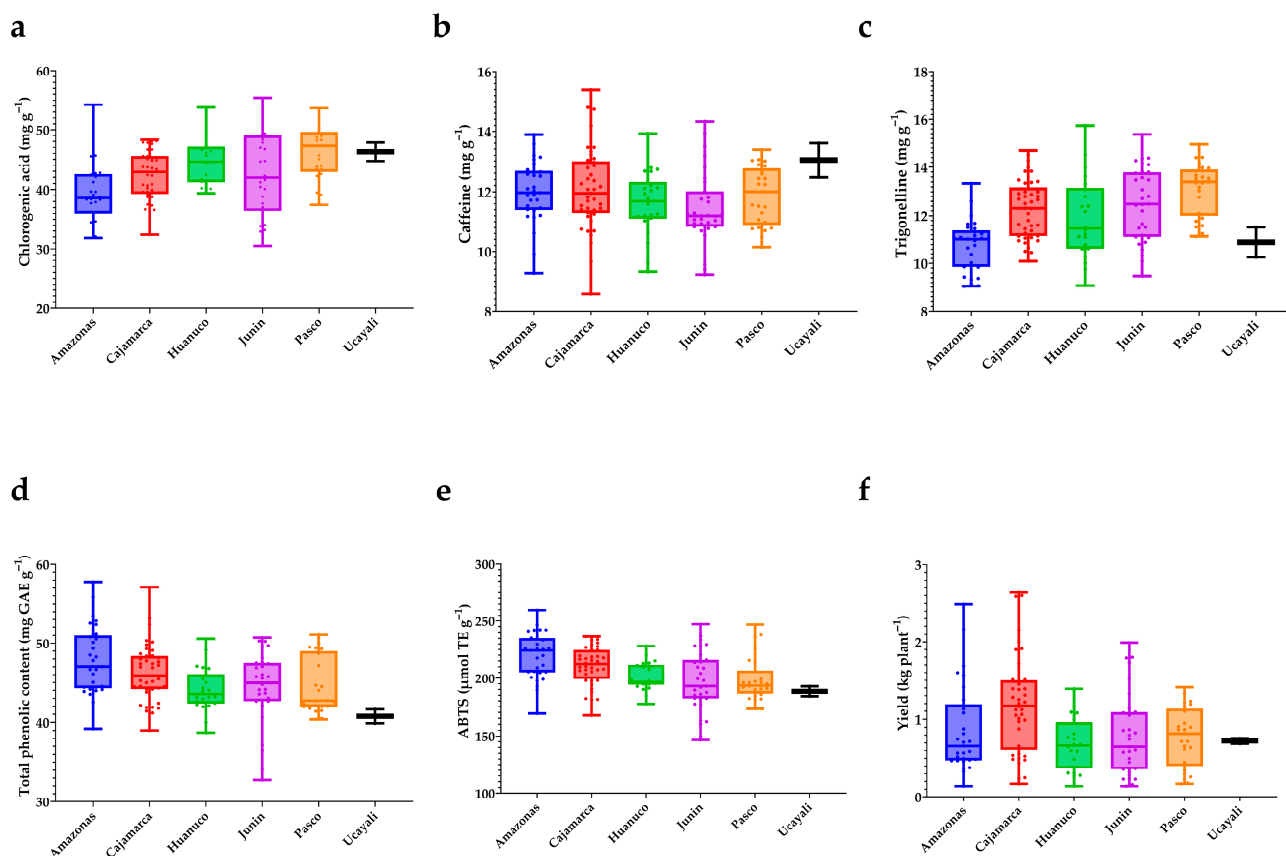 a
b
c
Chlorogenic acid (mg g⁻¹)
60
50
40
30
20
Amazonas
Cajamarca
Huanuco
Junin
Pasco
Ucayali
Caffeine (mg g⁻¹)
16
14
12
10
8
Amazonas
Cajamarca
Huanuco
Junin
Pasco
Ucayali
Trigonelline (mg g⁻¹)
18
16
14
12
10
8
Amazonas
Cajamarca
Huanuco
Junin
Pasco
Ucayali
d
e
f
Total phenolic content (mg GAE g⁻¹)
60
50
40
30
Amazonas
Cajamarca
Huanuco
Junin
Pasco
Ucayali
ABTS (µmol TE g⁻¹)
300
250
200
150
100
Amazonas
Cajamarca
Huanuco
Junin
Pasco
Ucayali
Yield (kg plant⁻¹)
3
2
1
0
Amazonas
Cajamarca
Huanuco
Junin
Pasco
Ucayali